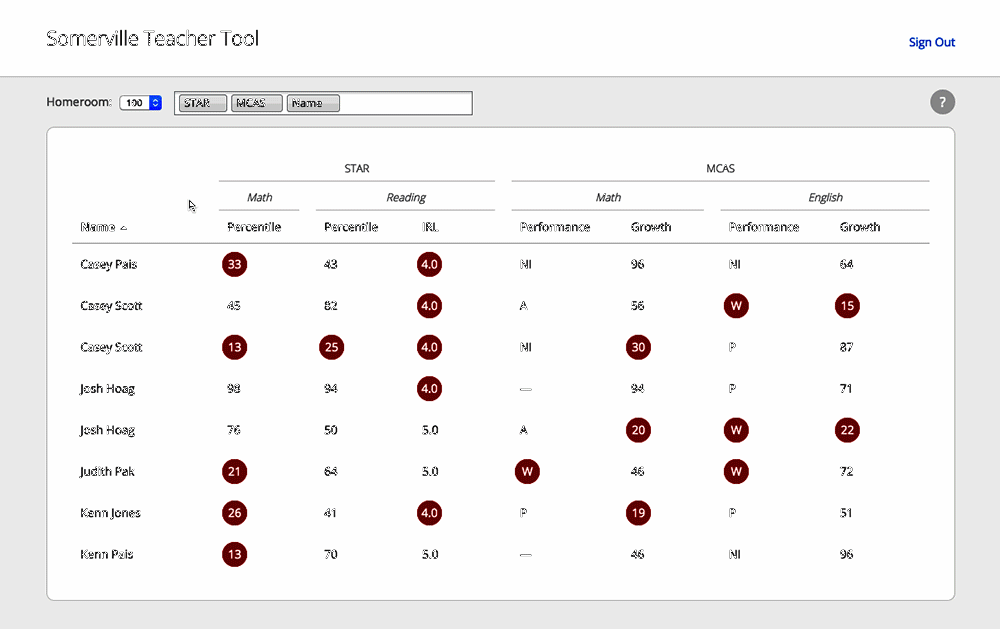 Somerville Teacher Tool
Sign Out
Homeroom: 100 STAR MCAS Name ?
STAR MCAS
Math Reading Math English
Name Percentile Percentile IRL Performance Growth Performance Growth
Casey Pais 33 43 4.0 NI 96 NI 64
Casey Scott 45 82 4.0 A 56 W 15
Casey Scott 13 25 4.0 NI 30 P 87
Josh Hoag 98 94 4.0 — 94 P 71
Josh Hoag 76 50 5.0 A 20 W 22
Judith Pak 21 64 5.0 W 46 W 72
Kenn Jones 26 41 4.0 P 19 P 51
Kenn Pais 13 70 5.0 — 46 NI 96